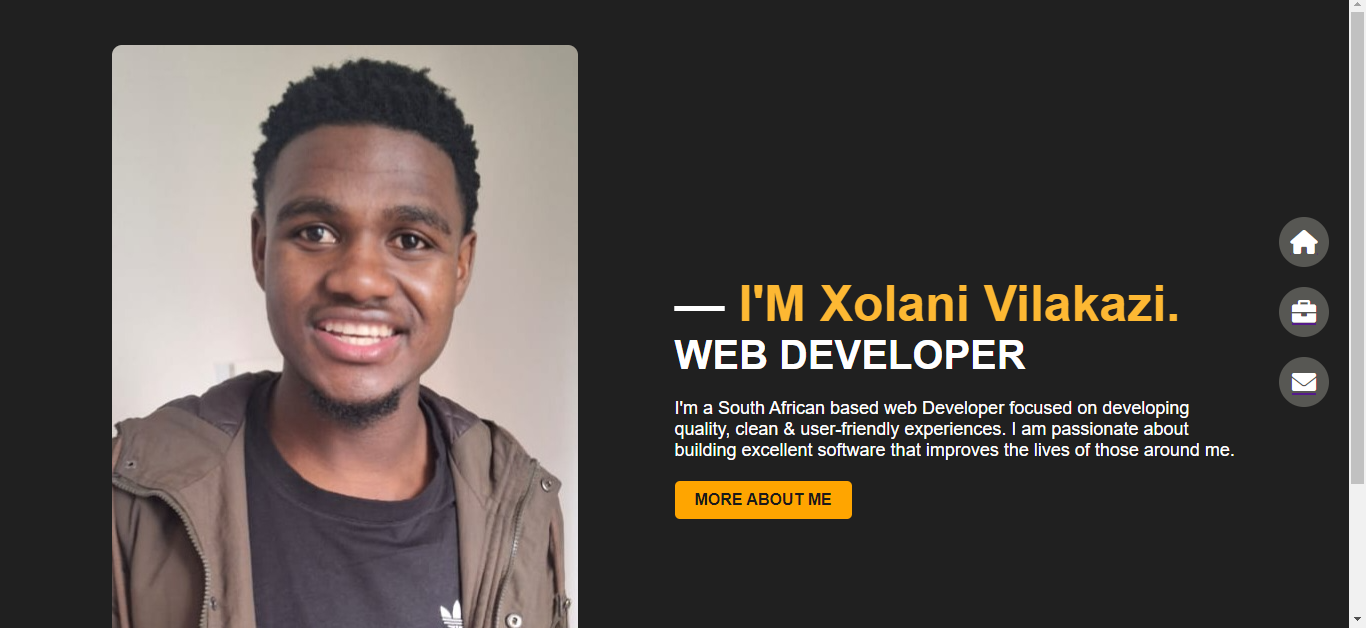 — I'M Xolani Vilakazi.
WEB DEVELOPER
I'm a South African based web Developer focused on developing
quality, clean & user-friendly experiences. I am passionate about
building excellent software that improves the lives of those around me.
MORE ABOUT ME